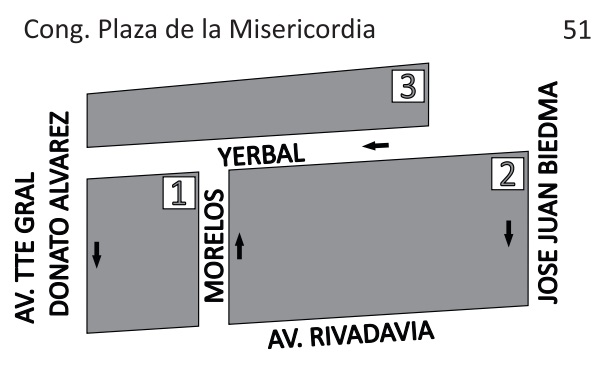 Cong. Plaza de la Misericordia
51
3
YERBAL
1
2
AV. TTE GRAL
DONATO ALVAREZ
MORELOS
JOSE JUAN BIEDMA
AV. RIVADAVIA